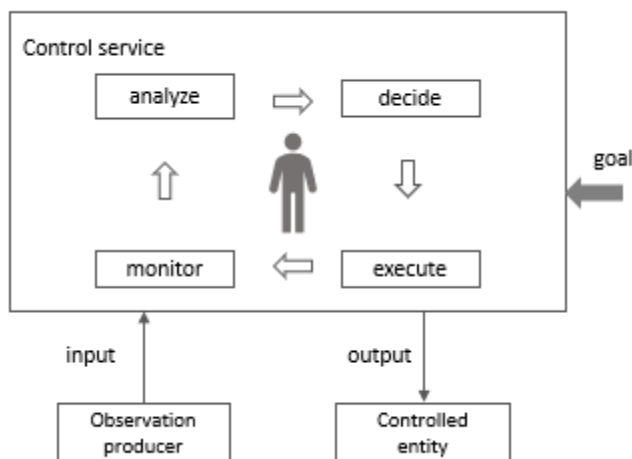 Control service
analyze
decide
goal
monitor
execute
input
output
Observation
producer
Controlled
entity